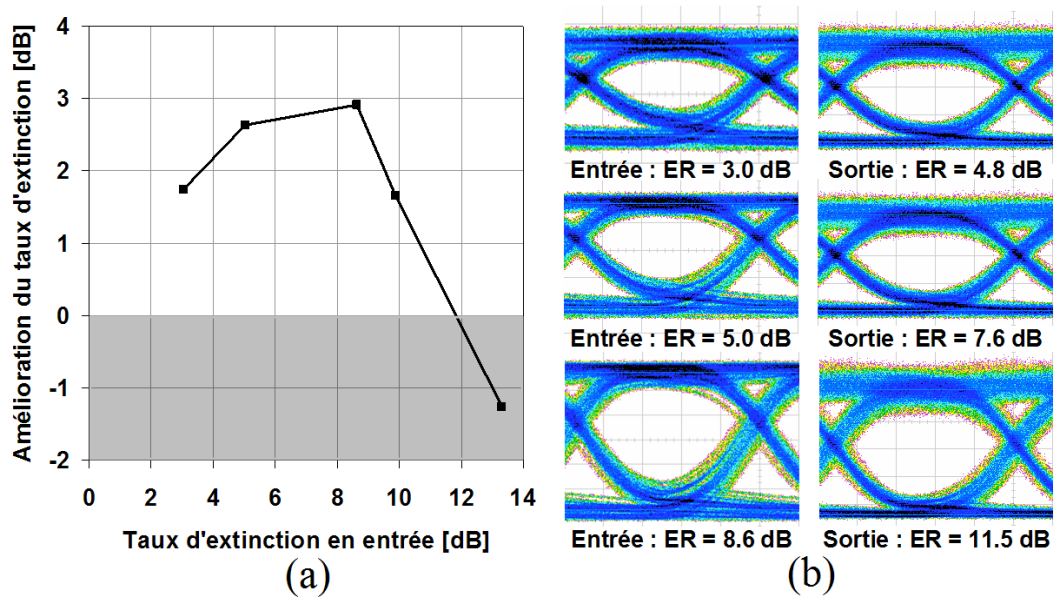 Amélioration du taux d'extinction [dB]
4
3
2
1
0
-1
-2
0 2 4 6 8 10 12 14
Taux d'extinction en entrée [dB]
(a)
Entrée : ER = 3.0 dB Sortie : ER = 4.8 dB
Entrée : ER = 5.0 dB Sortie : ER = 7.6 dB
Entrée : ER = 8.6 dB Sortie : ER = 11.5 dB
(b)